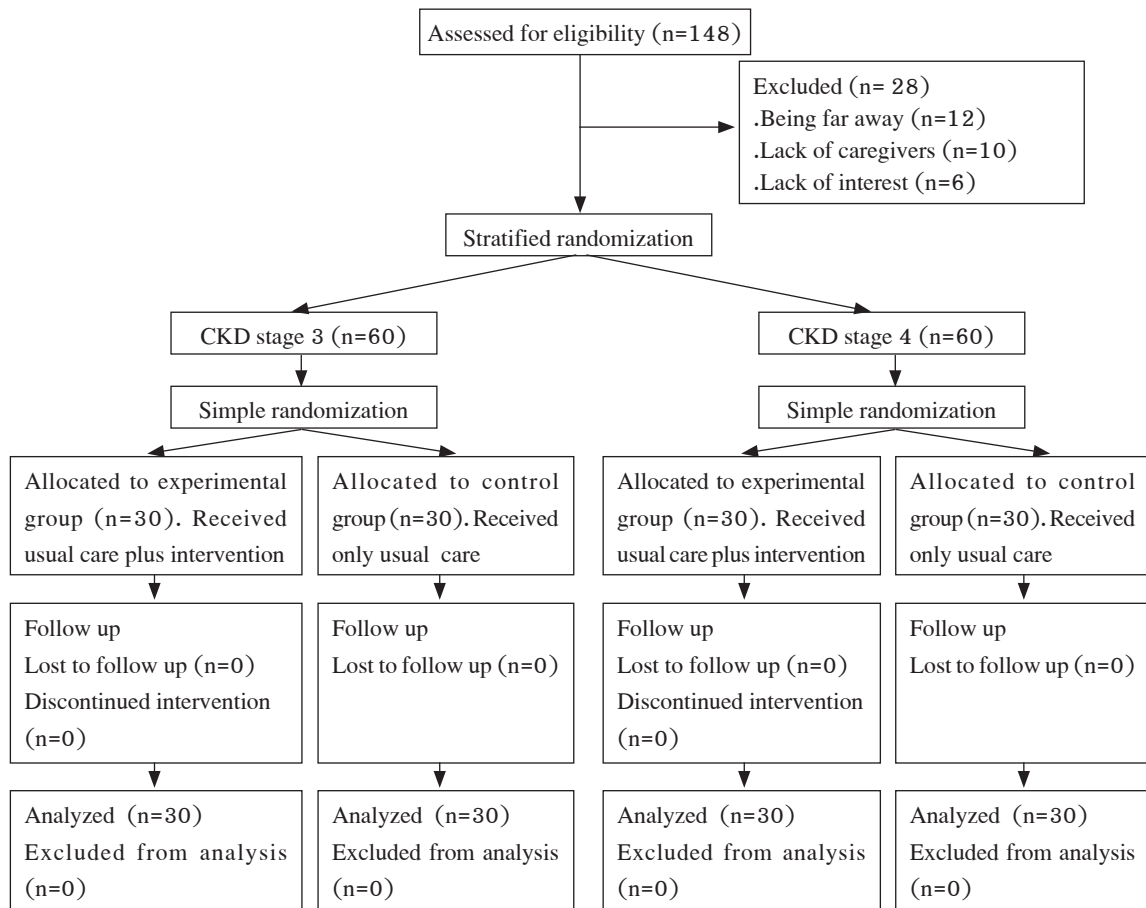 Assessed for eligibility (n=148)
Excluded (n= 28)
.Being far away (n=12)
.Lack of caregivers (n=10)
.Lack of interest (n=6)
Stratified randomization
CKD stage 3 (n=60)
CKD stage 4 (n=60)
Simple randomization
Simple randomization
Allocated to experimental
group (n=30). Received
usual care plus intervention
Allocated to control
group (n=30). Received
only usual care
Allocated to experimental
group (n=30). Received
usual care plus intervention
Allocated to control
group (n=30). Received
only usual care
Follow up
Lost to follow up (n=0)
Discontinued intervention
(n=0)
Follow up
Lost to follow up (n=0)
Follow up
Lost to follow up (n=0)
Discontinued intervention
(n=0)
Follow up
Lost to follow up (n=0)
Analyzed (n=30)
Excluded from analysis
(n=0)
Analyzed (n=30)
Excluded from analysis
(n=0)
Analyzed (n=30)
Excluded from analysis
(n=0)
Analyzed (n=30)
Excluded from analysis
(n=0)